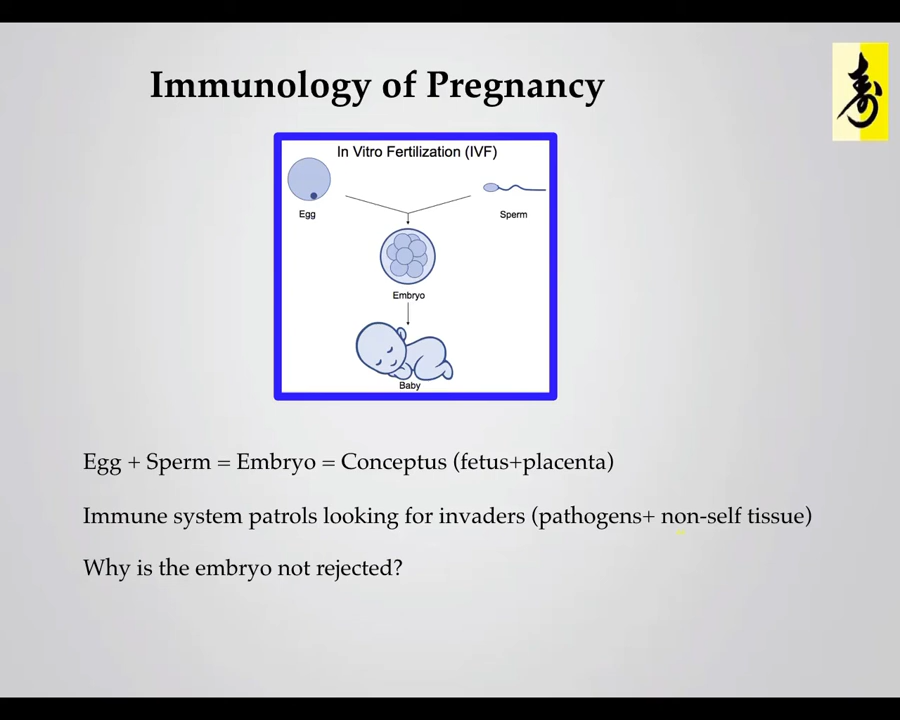 Immunology of Pregnancy
寿
In Vitro Fertilization (IVF)
Egg
Sperm
Embryo
Baby
Egg + Sperm = Embryo = Conceptus (fetus+placenta)
Immune system patrols looking for invaders (pathogens+ non-self tissue)
Why is the embryo not rejected?